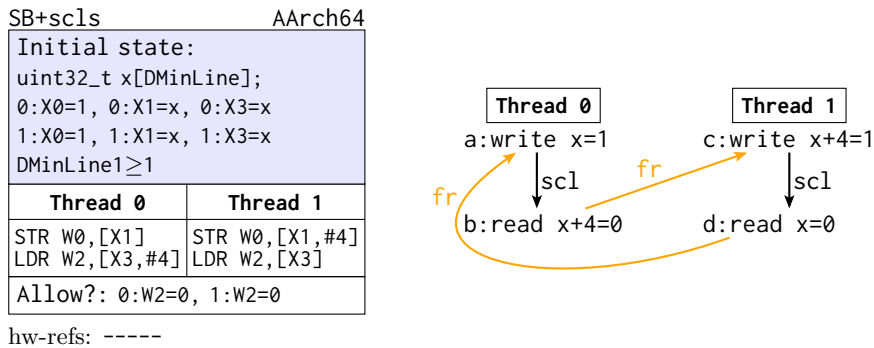 SB+scls AArch64
Initial state:
uint32_t x[DMinLine];
0:X0=1, 0:X1=x, 0:X3=x
1:X0=1, 1:X1=x, 1:X3=x
DMinLine1≥1
Thread 0 Thread 1
STR W0,[X1] STR W0,[X1,#4]
LDR W2,[X3,#4] LDR W2,[X3]
Allow?: 0:W2=0, 1:W2=0
hw-refs: -----
Thread 0 Thread 1
a:write x=1 c:write x+4=1
fr scl fr scl
b:read x+4=0 d:read x=0